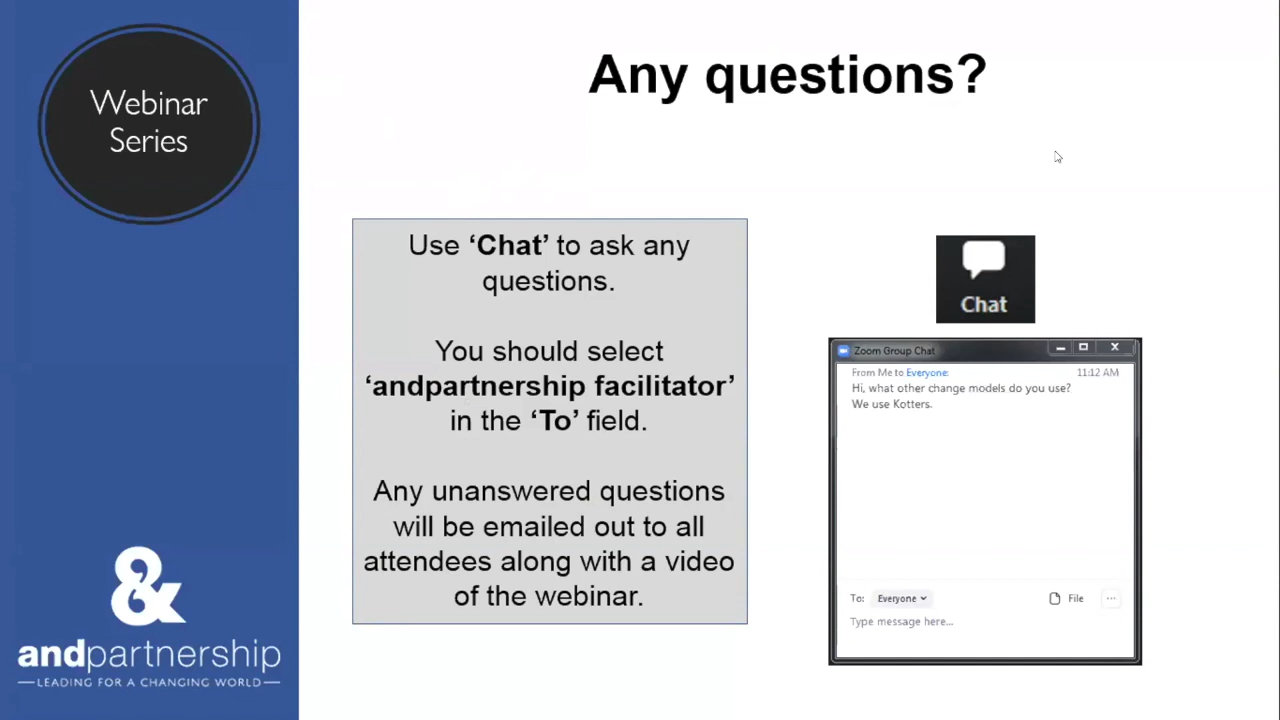 Webinar
Series
Any questions?
Use ‘Chat’ to ask any
questions.
You should select
‘andpartnership facilitator’
in the ‘To’ field.
Any unanswered questions
will be emailed out to all
attendees along with a video
of the webinar.
Chat
Zoom Group Chat
From Me to Everyone: 11:12 AM
Hi, what other change models do you use?
We use Kotters.
To: Everyone File ...
Type message here...
&
andpartnership
LEADING FOR A CHANGING WORLD